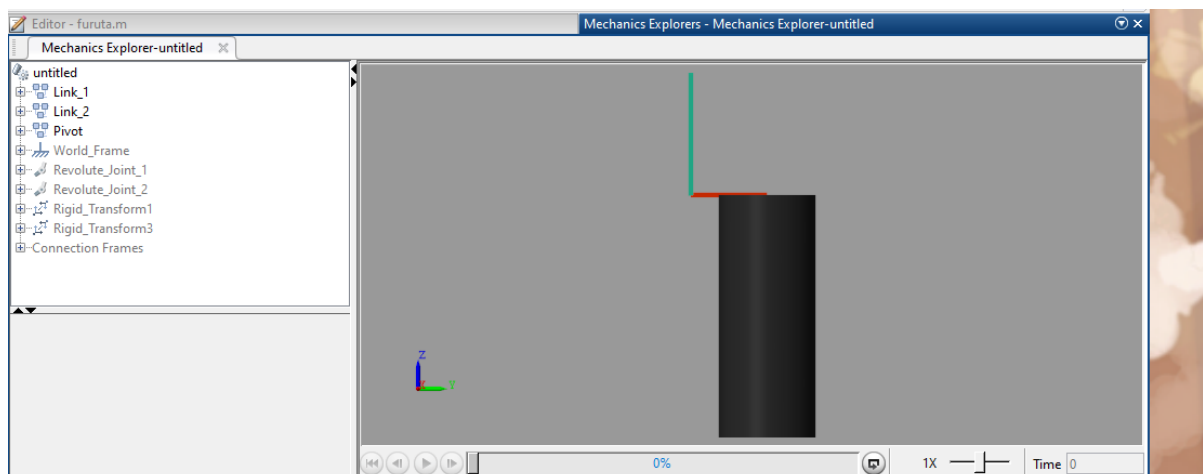 Editor - furuta.m
Mechanics Explorers - Mechanics Explorer-untitled
Mechanics Explorer-untitled
untitled
Link_1
Link_2
Pivot
World_Frame
Revolute_Joint_1
Revolute_Joint_2
Rigid_Transform1
Rigid_Transform3
Connection Frames
Z
X
Y
0%
1X
Time
0